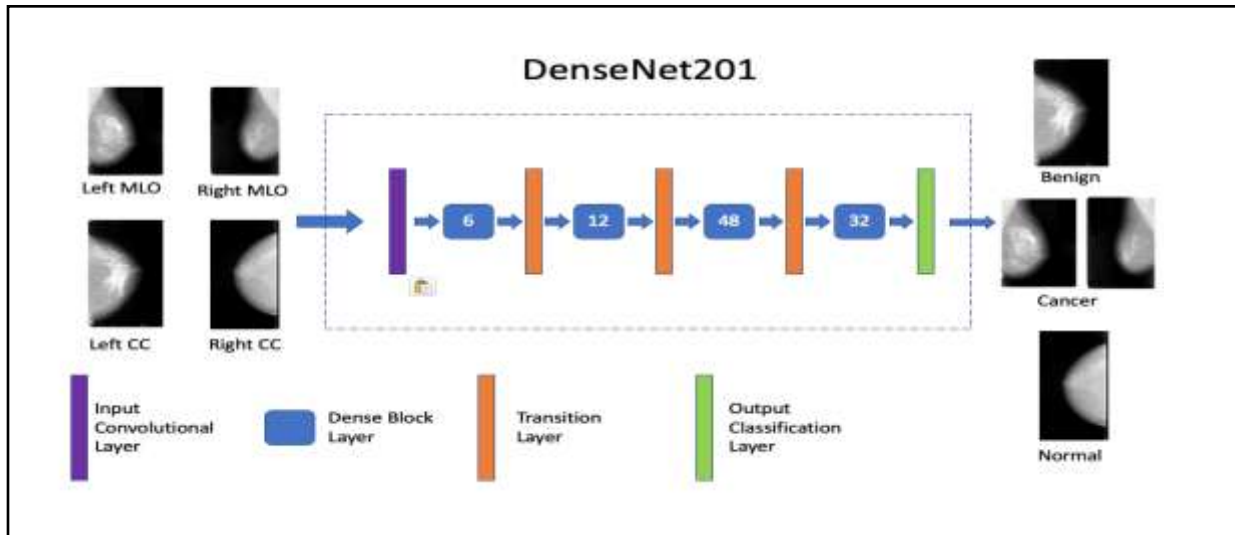 DenseNet201
Left MLO
Right MLO
Left CC
Right CC
6
12
48
32
Benign
Cancer
Normal
Input
Convolutional
Layer
Dense Block
Layer
Transition
Layer
Output
Classification
Layer